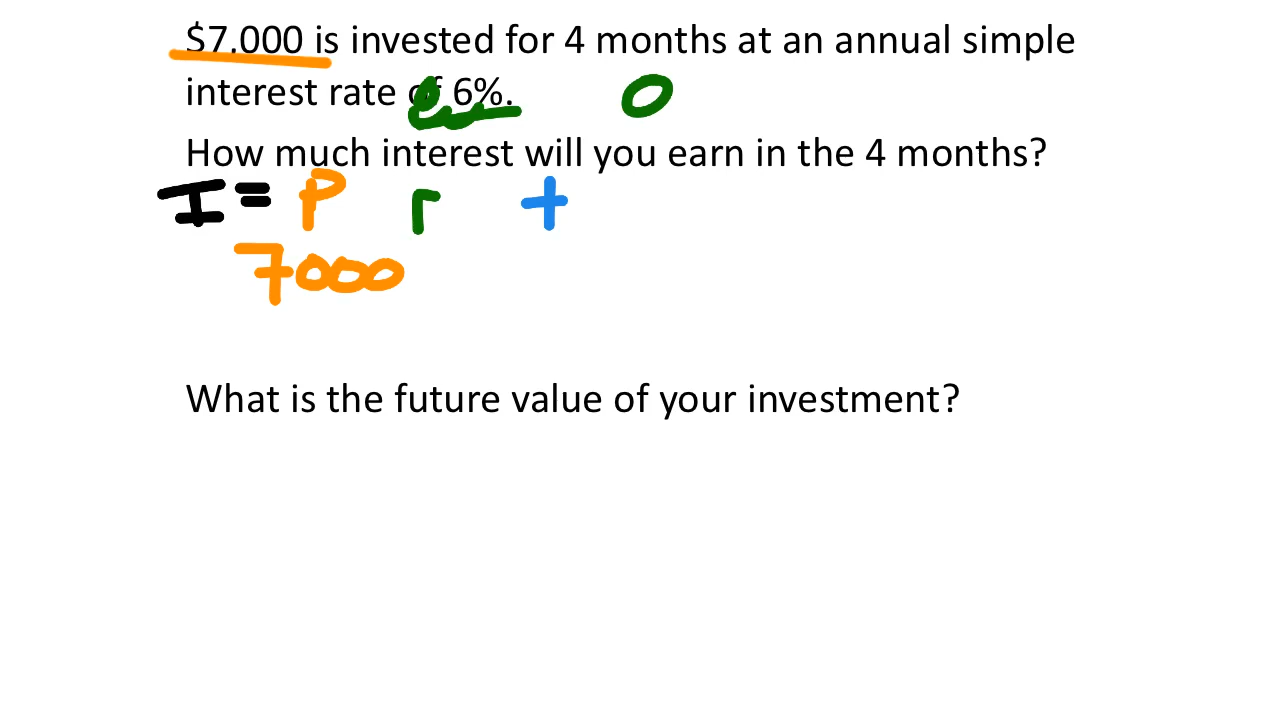 $7,000 is invested for 4 months at an annual simple
interest rate of 6%. 0
How much interest will you earn in the 4 months?
I = P r t
7000
What is the future value of your investment?